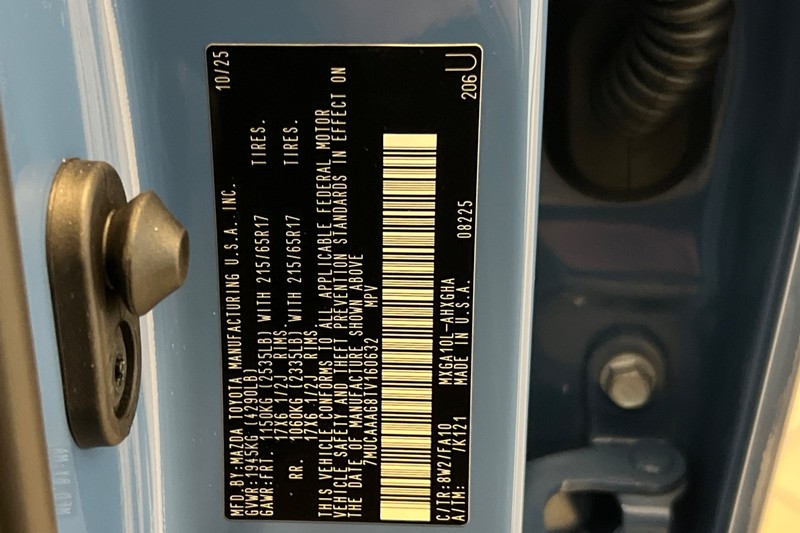 MFD.BY:MAZDA TOYOTA MANUFACTURING U.S.A. INC. 10/25
GVWR:1945KG (4290LB)
GAWR:FRT. 1150KG (2535LB) WITH 215/65R17 TIRES.
17X6 1/2J RIMS.
RR. 1060KG (2335LB) WITH 215/65R17 TIRES.
17X6 1/2J RIMS.
THIS VEHICLE CONFORMS TO ALL APPLICABLE FEDERAL MOTOR
VEHICLE SAFETY AND THEFT PREVENTION STANDARDS IN EFFECT ON
THE DATE OF MANUFACTURE SHOWN ABOVE
7MUCAAAG8TV160632 MPV
C/TR:8W2/FA10 MXGA10L-AHXGHA 08225 206U
A/TM: /K121 MADE IN U.S.A.